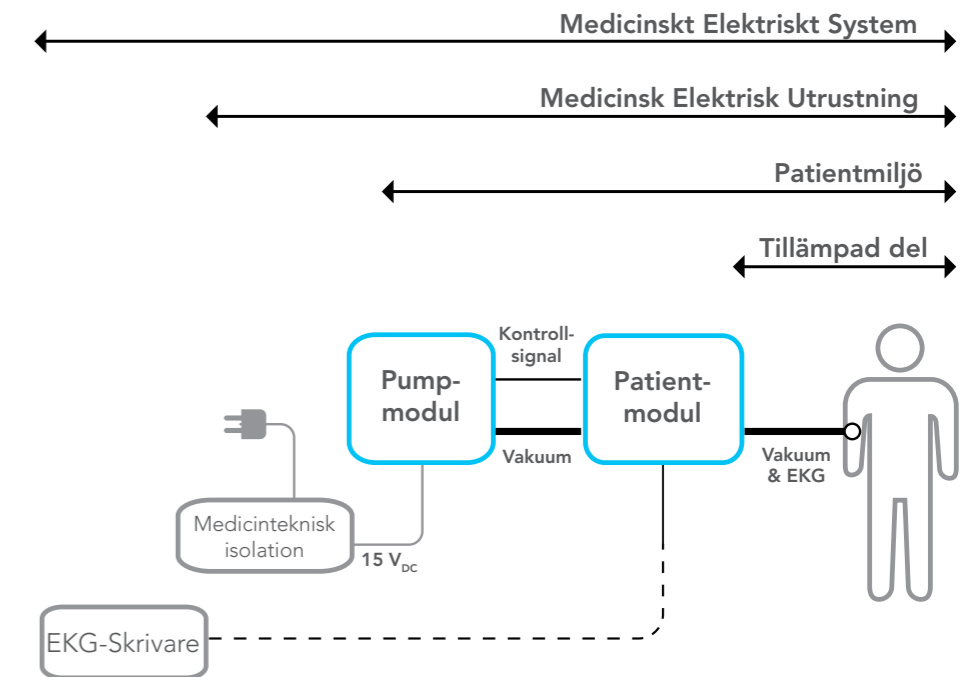 Medicinskt Elektriskt System
Medicinsk Elektrisk Utrustning
Patientmiljö
Tillämpad del
Kontroll-
signal
Pump-
modul
Patient-
modul
Vakuum
Vakuum
& EKG
Medicinteknisk
isolation
15 VDC
EKG-Skrivare